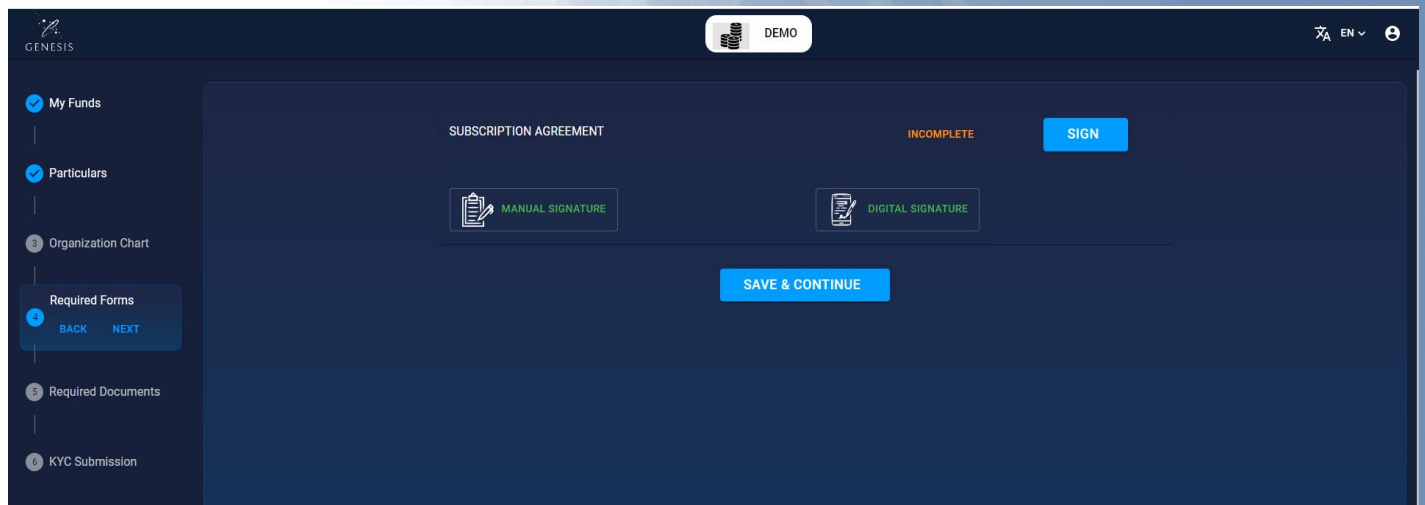 GENESIS
DEMO
EN
My Funds
Particulars
3 Organization Chart
Required Forms
4
BACK NEXT
5 Required Documents
6 KYC Submission
SUBSCRIPTION AGREEMENT INCOMPLETE SIGN
MANUAL SIGNATURE DIGITAL SIGNATURE
SAVE & CONTINUE